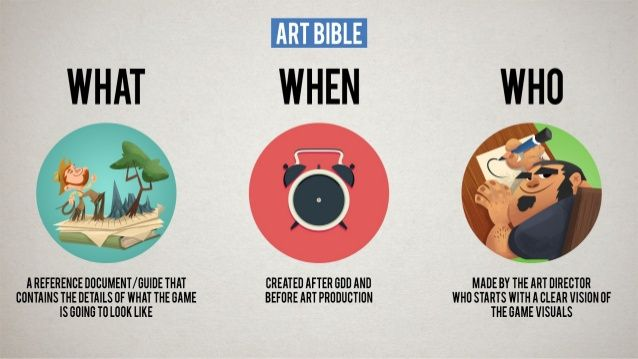 ART BIBLE
WHAT
WHEN
WHO
A REFERENCE DOCUMENT/GUIDE THAT
CONTAINS THE DETAILS OF WHAT THE GAME
IS GOING TO LOOK LIKE
CREATED AFTER GDD AND
BEFORE ART PRODUCTION
MADE BY THE ART DIRECTOR
WHO STARTS WITH A CLEAR VISION OF
THE GAME VISUALS